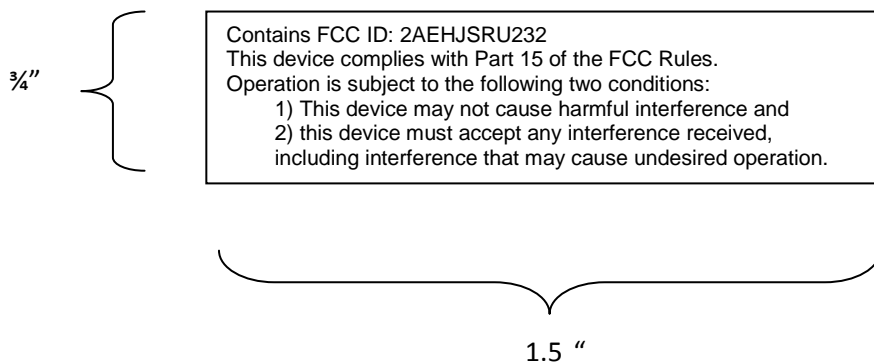 Contains FCC ID: 2AEHJSRU232
This device complies with Part 15 of the FCC Rules.
¾”
Operation is subject to the following two conditions:
1) This device may not cause harmful interference and
2) this device must accept any interference received,
including interference that may cause undesired operation.
1.5 “